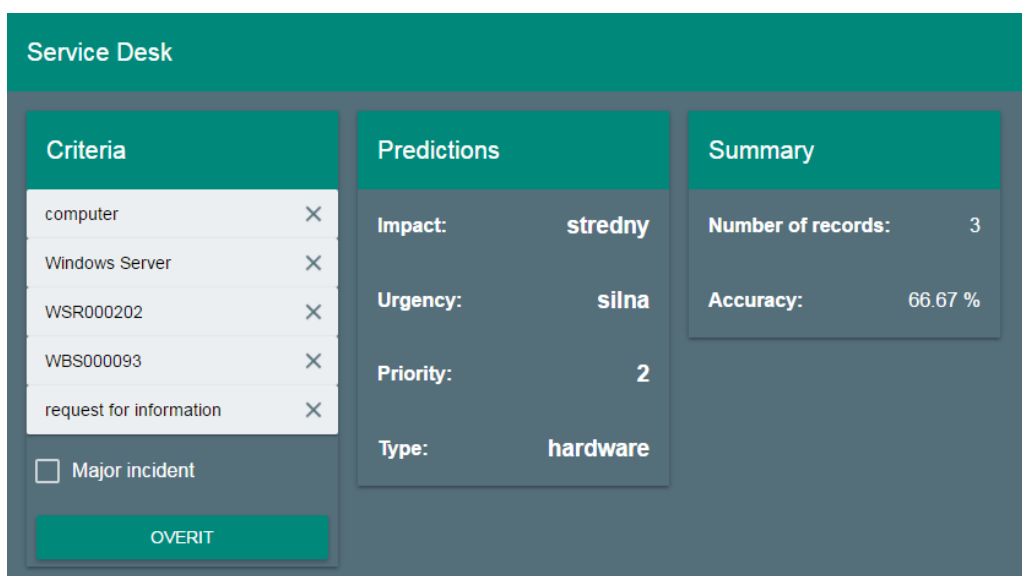 Service Desk
Criteria
computer
Windows Server
WSR000202
WBS000093
request for information
Major incident
OVERIT
Predictions
Impact: stredny
Urgency: silna
Priority: 2
Type: hardware
Summary
Number of records: 3
Accuracy: 66.67 %